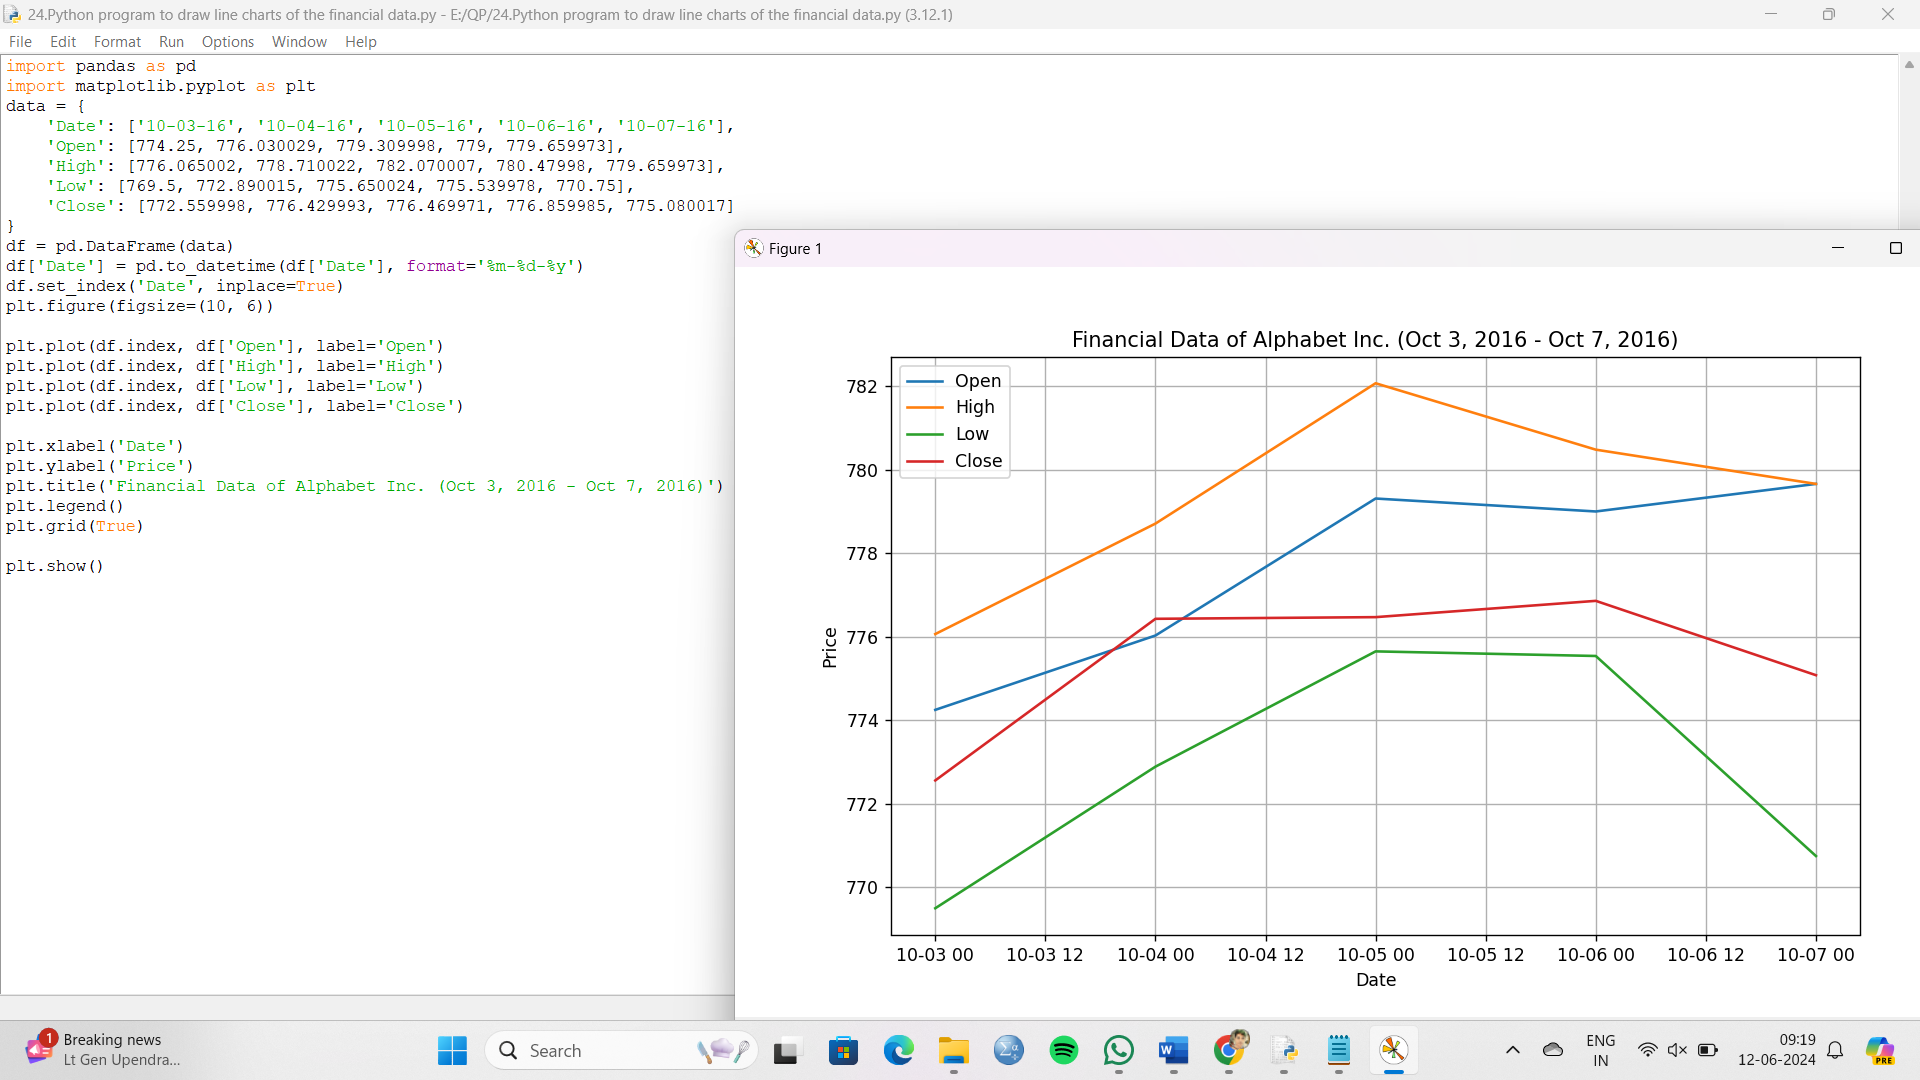 24.Python program to draw line charts of the financial data.py - E:/QP/24.Python program to draw line charts of the financial data.py (3.12.1)
File Edit Format Run Options Window Help
import pandas as pd
import matplotlib.pyplot as plt
data = {
    'Date': ['10-03-16', '10-04-16', '10-05-16', '10-06-16', '10-07-16'],
    'Open': [774.25, 776.030029, 779.309998, 779, 779.659973],
    'High': [776.065002, 778.710022, 782.070007, 780.47998, 779.659973],
    'Low': [769.5, 772.890015, 775.650024, 775.539978, 770.75],
    'Close': [772.559998, 776.429993, 776.469971, 776.859985, 775.080017]
}
df = pd.DataFrame(data)
df['Date'] = pd.to_datetime(df['Date'], format='%m-%d-%y')
df.set_index('Date', inplace=True)
plt.figure(figsize=(10, 6))
plt.plot(df.index, df['Open'], label='Open')
plt.plot(df.index, df['High'], label='High')
plt.plot(df.index, df['Low'], label='Low')
plt.plot(df.index, df['Close'], label='Close')
plt.xlabel('Date')
plt.ylabel('Price')
plt.title('Financial Data of Alphabet Inc. (Oct 3, 2016 - Oct 7, 2016)')
plt.legend()
plt.grid(True)
plt.show()
Figure 1
Financial Data of Alphabet Inc. (Oct 3, 2016 - Oct 7, 2016)
Open
High
Low
Close
782
780
778
776
774
772
770
Price
10-03 00 10-03 12 10-04 00 10-04 12 10-05 00 10-05 12 10-06 00 10-06 12 10-07 00
Date
1
Breaking news
Lt Gen Upendra...
Search
ENG
IN
09:19
12-06-2024
PRE